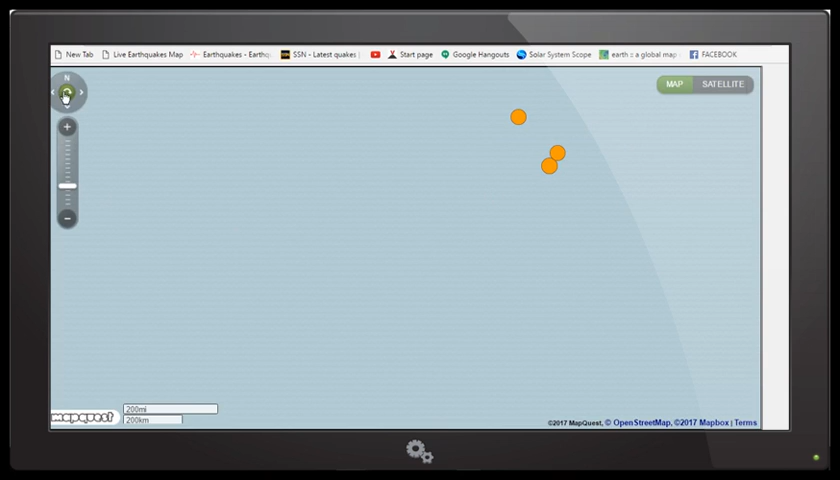 New Tab Live Earthquakes Map Earthquakes - Earthq SSN - Latest quakes | Start page Google Hangouts Solar System Scope earth :: a global map FACEBOOK
N
MAP SATELLITE
+
−
200mi
mapquest 200km
©2017 MapQuest, © OpenStreetMap, ©2017 Mapbox | Terms